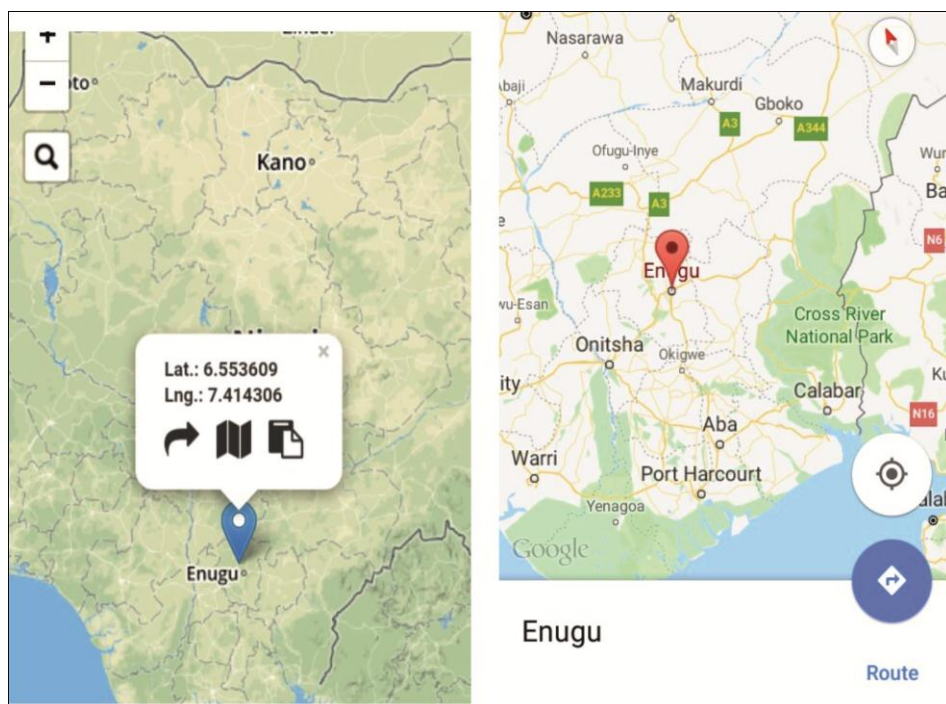 +
−
Kano
Lat.: 6.553609
Lng.: 7.414306
×
Enugu
Nasarawa
Makurdi
Gboko
A3
A344
Ofugu-Inye
A233
A3
Enugu
Cross River
National Park
N6
Onitsha
Okigwe
Calabar
N16
Aba
Warri
Port Harcourt
Yenagoa
Google
Enugu
Route